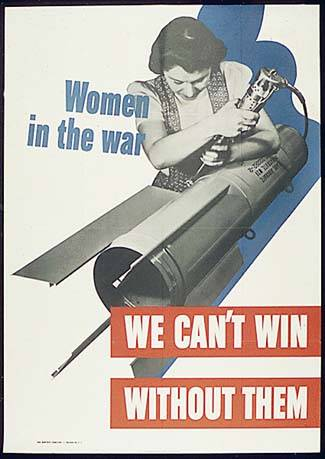 Women
in the war
WE CAN'T WIN
WITHOUT THEM